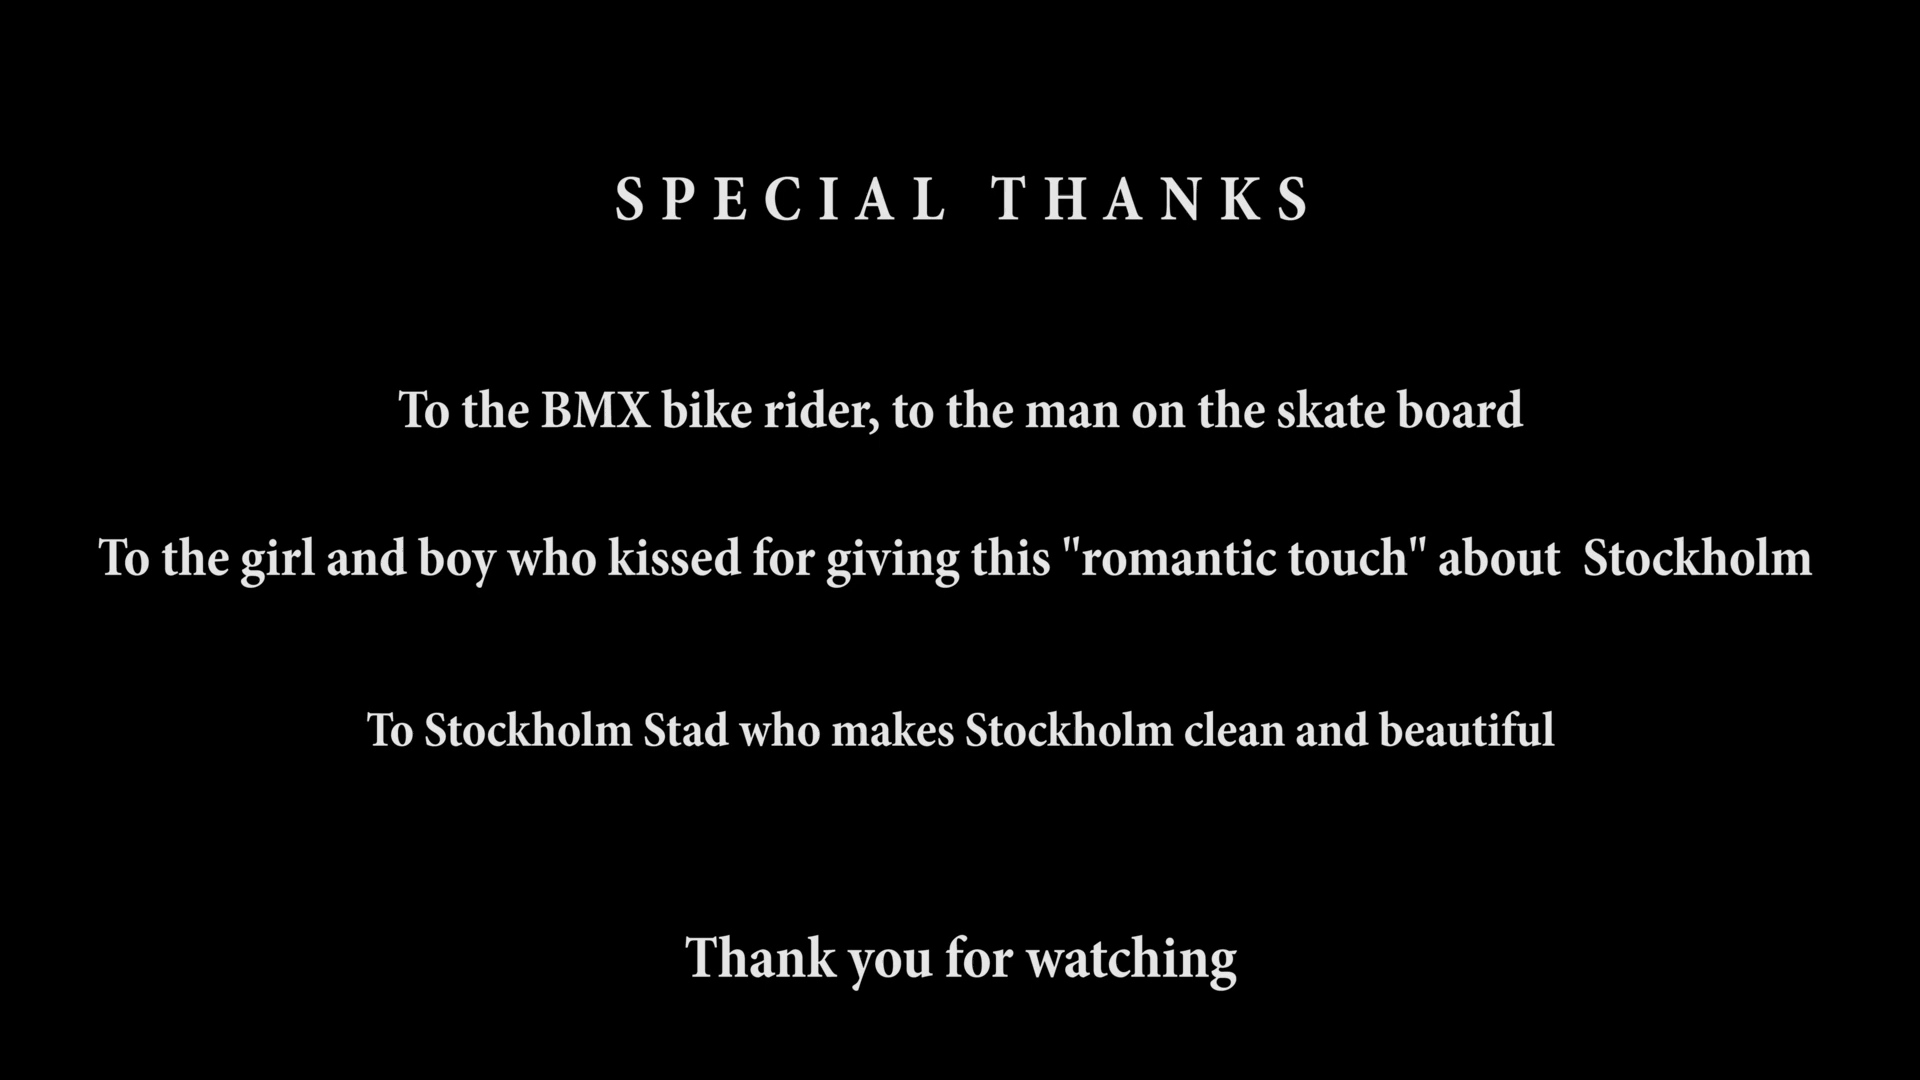 SPECIAL THANKS
To the BMX bike rider, to the man on the skate board
To the girl and boy who kissed for giving this "romantic touch" about  Stockholm
To Stockholm Stad who makes Stockholm clean and beautiful
Thank you for watching